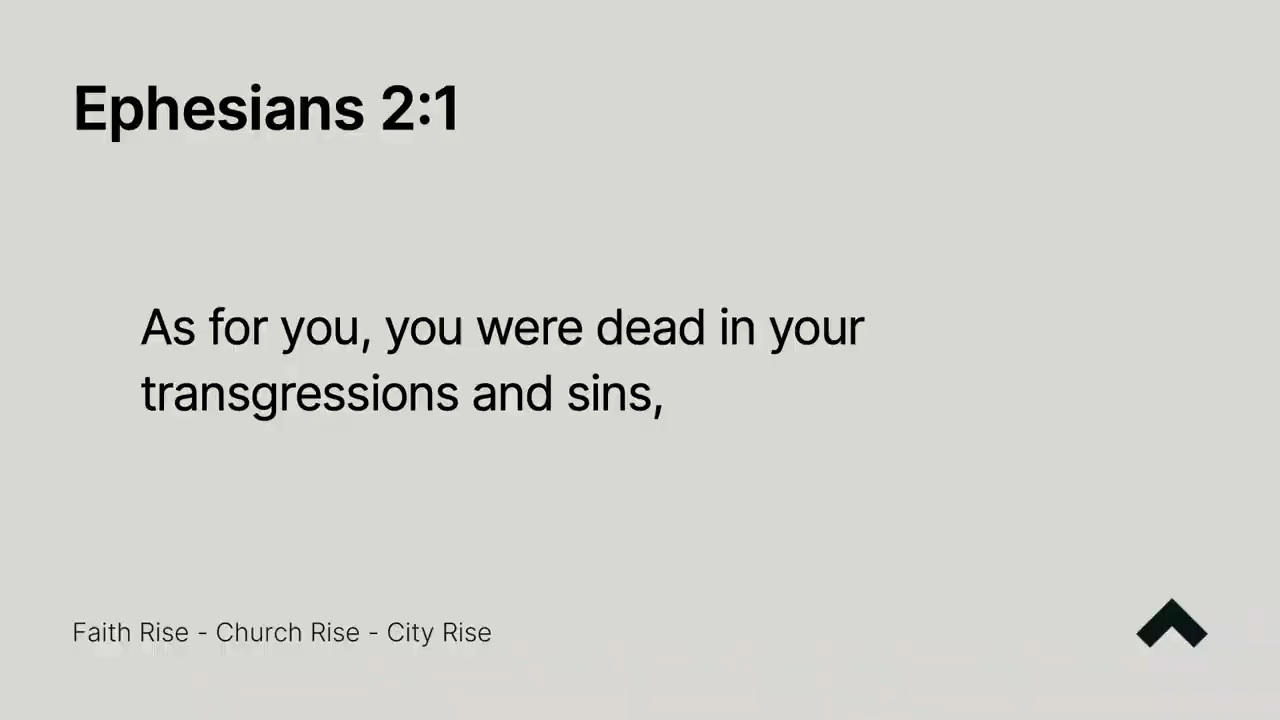 Ephesians 2:1
As for you, you were dead in your
transgressions and sins,
Faith Rise - Church Rise - City Rise